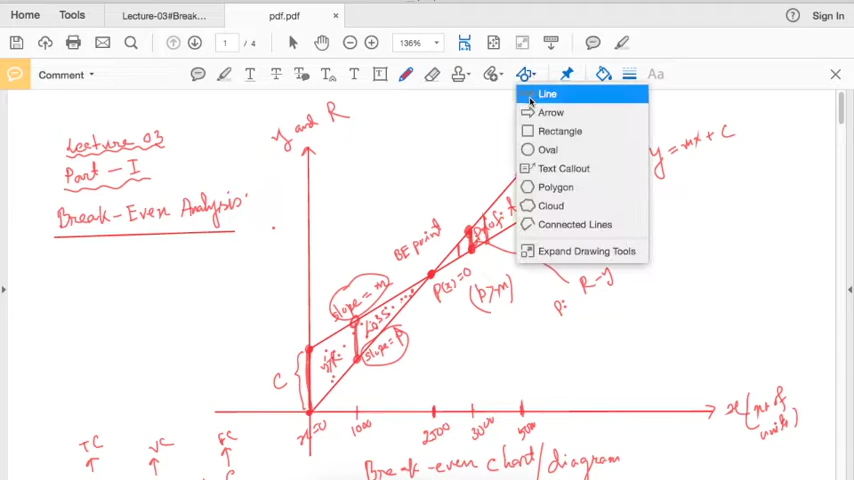 Home Tools Lecture-03#Break... pdf.pdf × ? Sign In
1 / 4 136%
Comment T T T T T T Aa ×
Line
Arrow
Rectangle
Oval
Text Callout
Polygon
Cloud
Connected Lines
Expand Drawing Tools
y and R
y = mx + C
Lecture 03
Part - I
Break-Even Analysis
BE point
slope = m
Loss
P(x)=0
(p>m)
R-y
P:
slope = p
C
x=0 1000 2500 3000 5000
x (no. of
units)
TC VC FC
Break-even chart/diagram